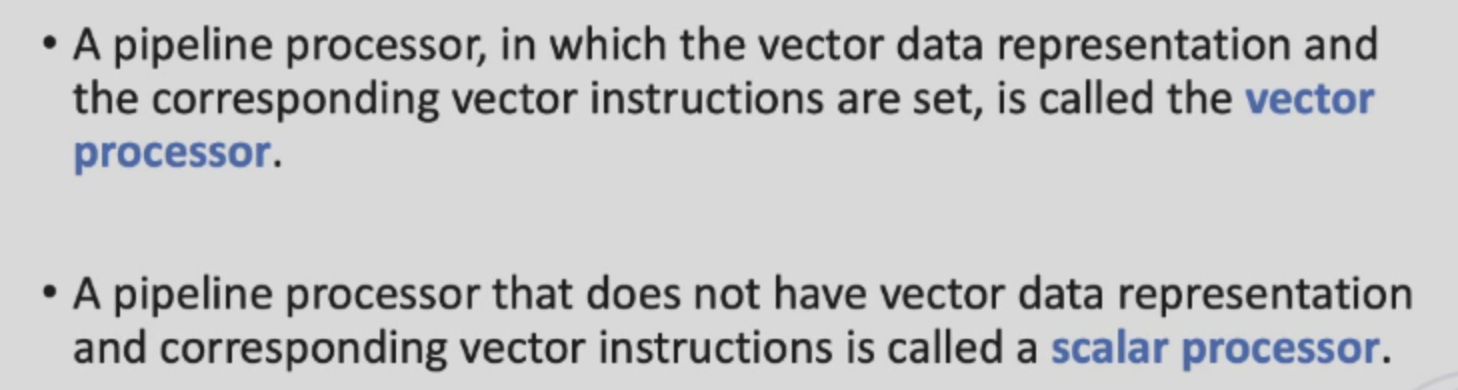 • A pipeline processor, in which the vector data representation and
the corresponding vector instructions are set, is called the vector
processor.
• A pipeline processor that does not have vector data representation
and corresponding vector instructions is called a scalar processor.